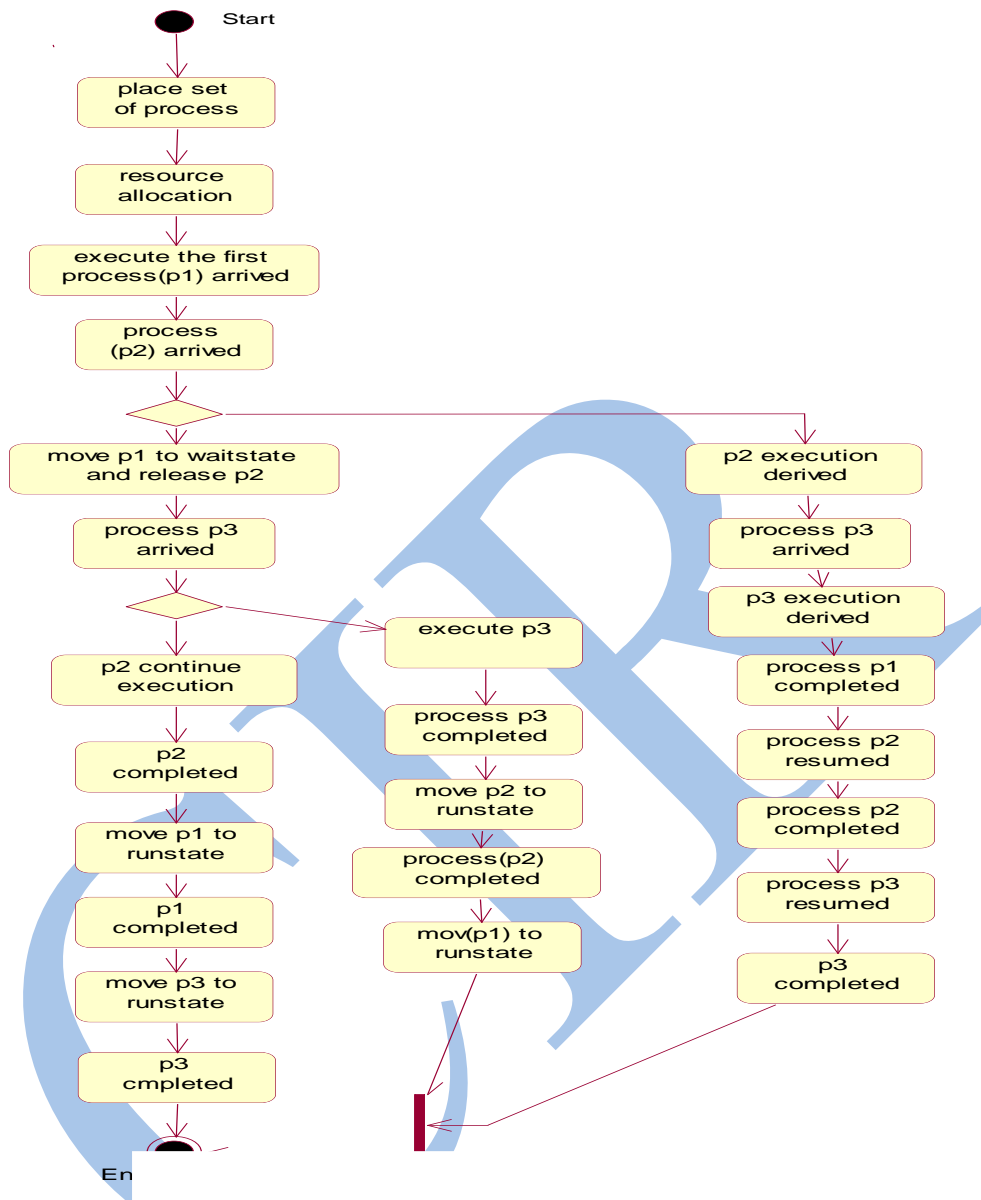 Start
place set
of process
resource
allocation
execute the first
process(p1) arrived
process
(p2) arrived
move p1 to waitstate
and release p2
process p3
arrived
p2 continue
execution
p2
completed
move p1 to
runstate
p1
completed
move p3 to
runstate
p3
cmpleted
execute p3
process p3
completed
move p2 to
runstate
process(p2)
completed
mov(p1) to
runstate
p2 execution
derived
process p3
arrived
p3 execution
derived
process p1
completed
process p2
resumed
process p2
completed
process p3
resumed
p3
completed
En